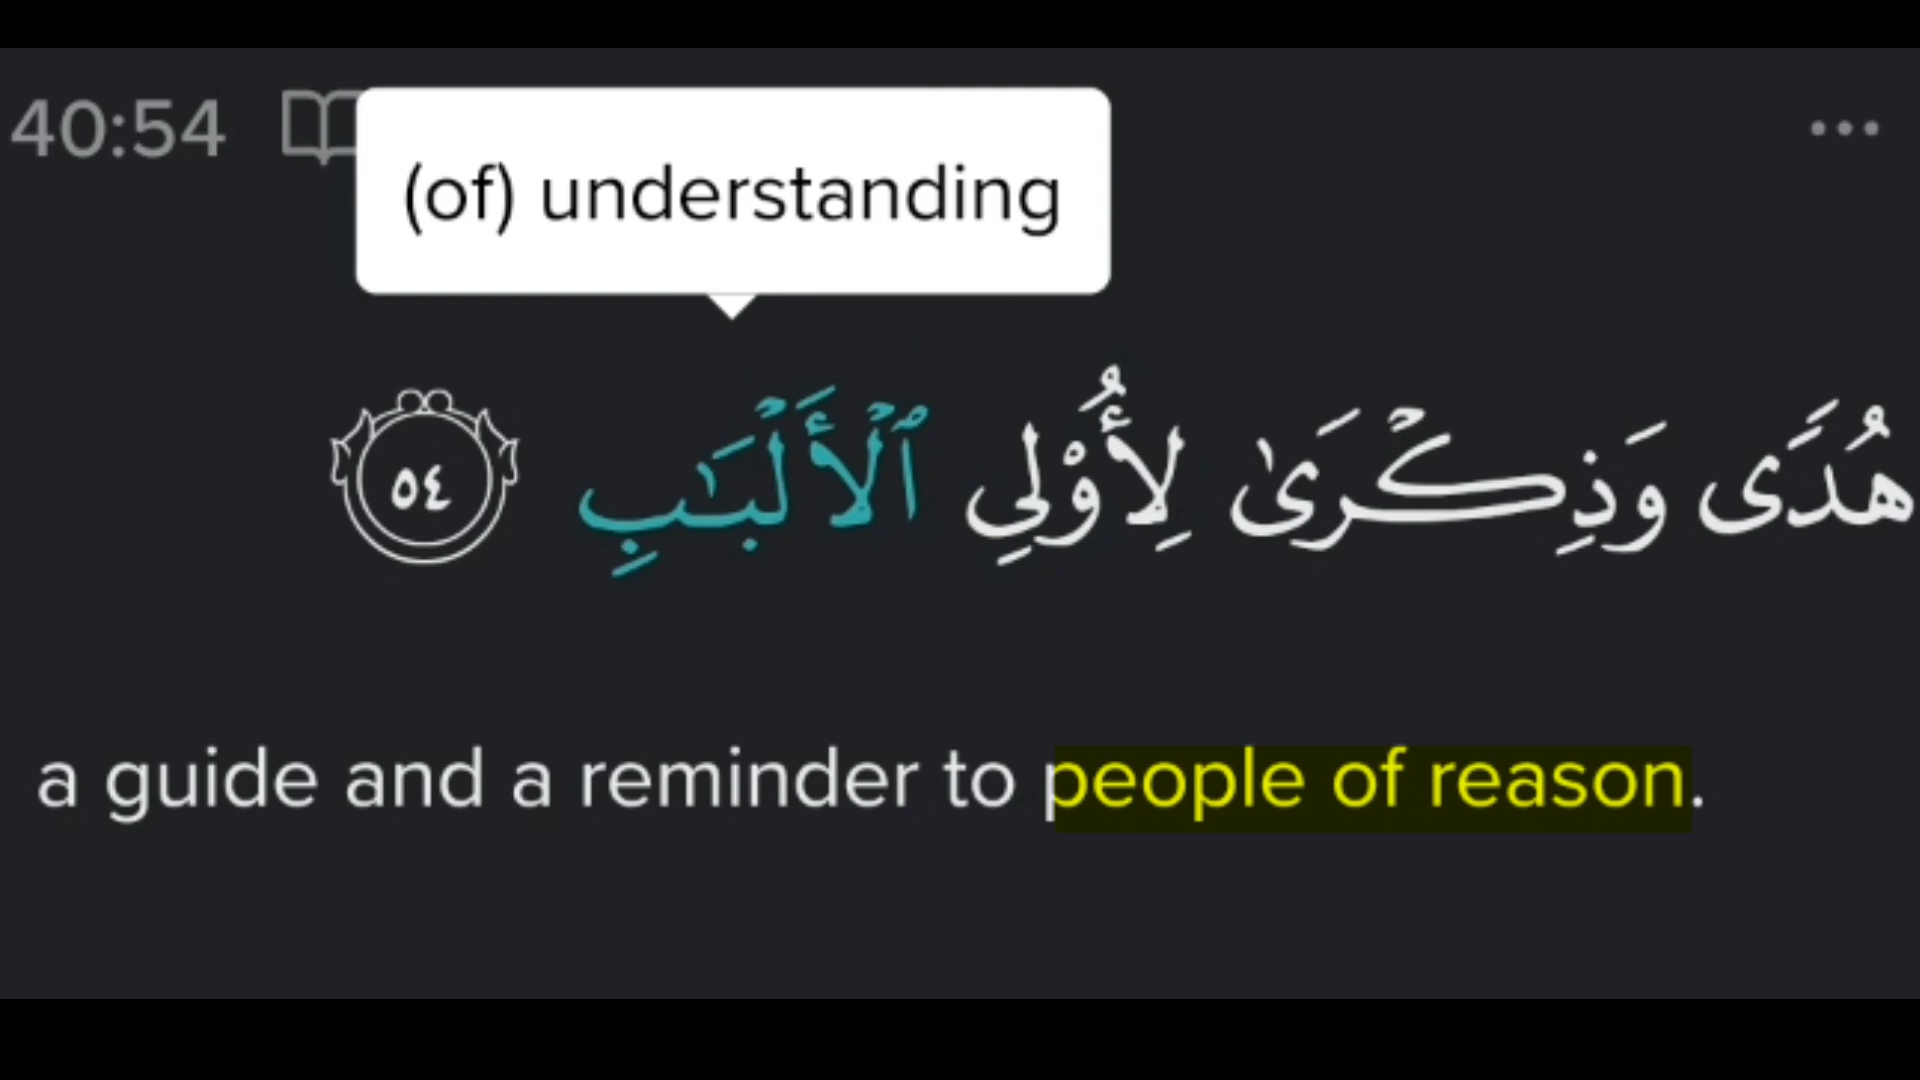 40:54
(of) understanding
هُدًى وَذِكْرَىٰ لِأُو۟لِي ٱلْأَلْبَـٰبِ ٥٤
a guide and a reminder to people of reason.